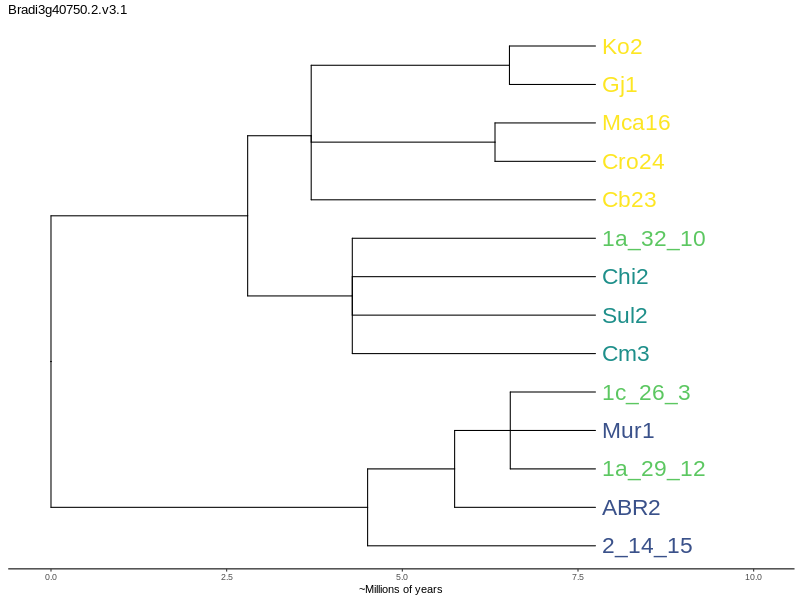 Bradi3g40750.2.v3.1
Ko2
Gj1
Mca16
Cro24
Cb23
1a_32_10
Chi2
Sul2
Cm3
1c_26_3
Mur1
1a_29_12
ABR2
2_14_15
0.0 2.5 5.0 7.5 10.0
~Millions of years